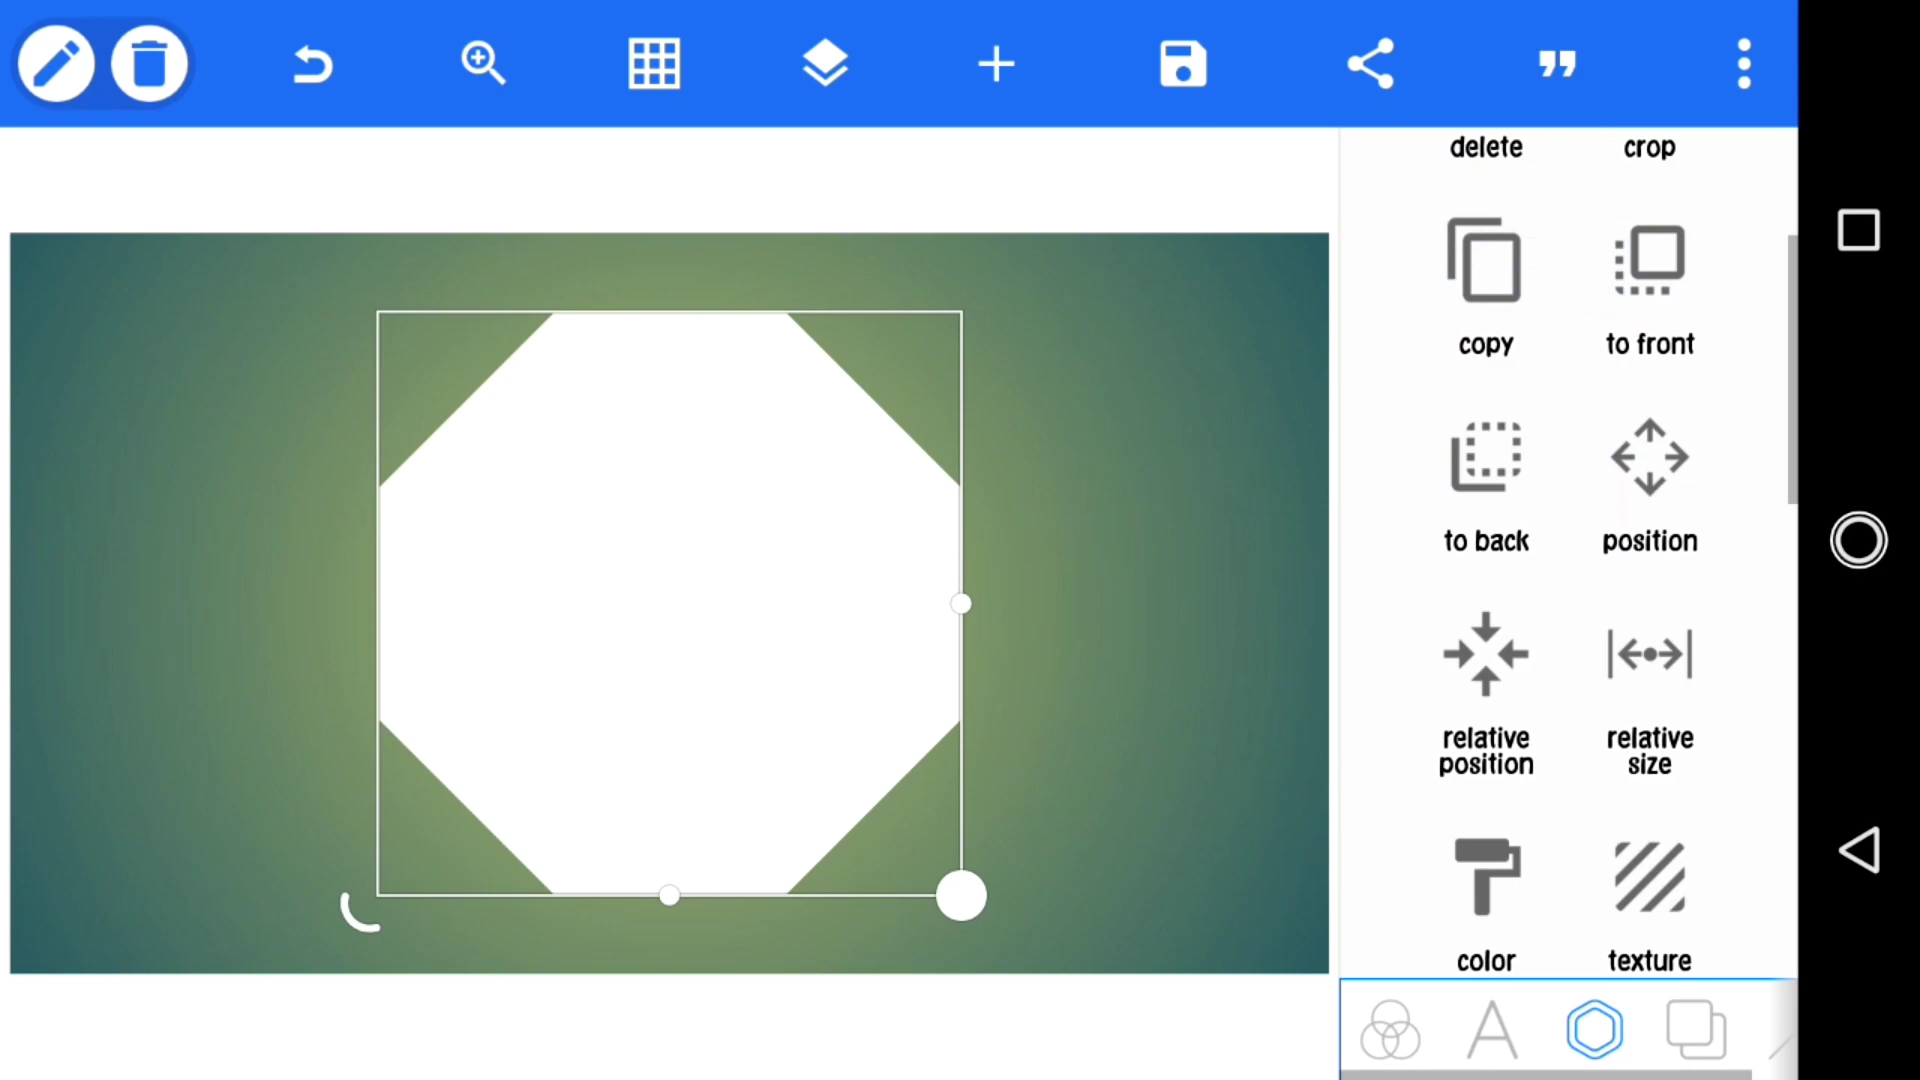 delete
crop
copy
to front
to back
position
relative
position
relative
size
color
texture